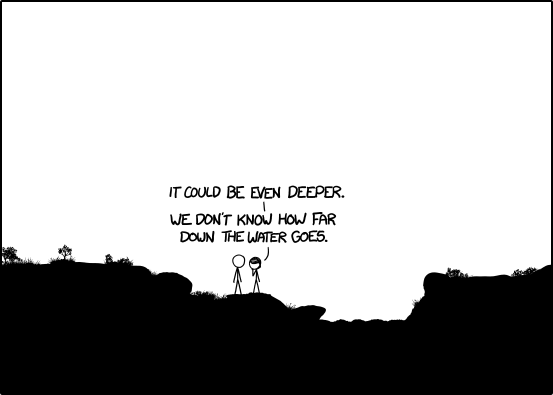 IT COULD BE EVEN DEEPER.
WE DON'T KNOW HOW FAR
DOWN THE WATER GOES.